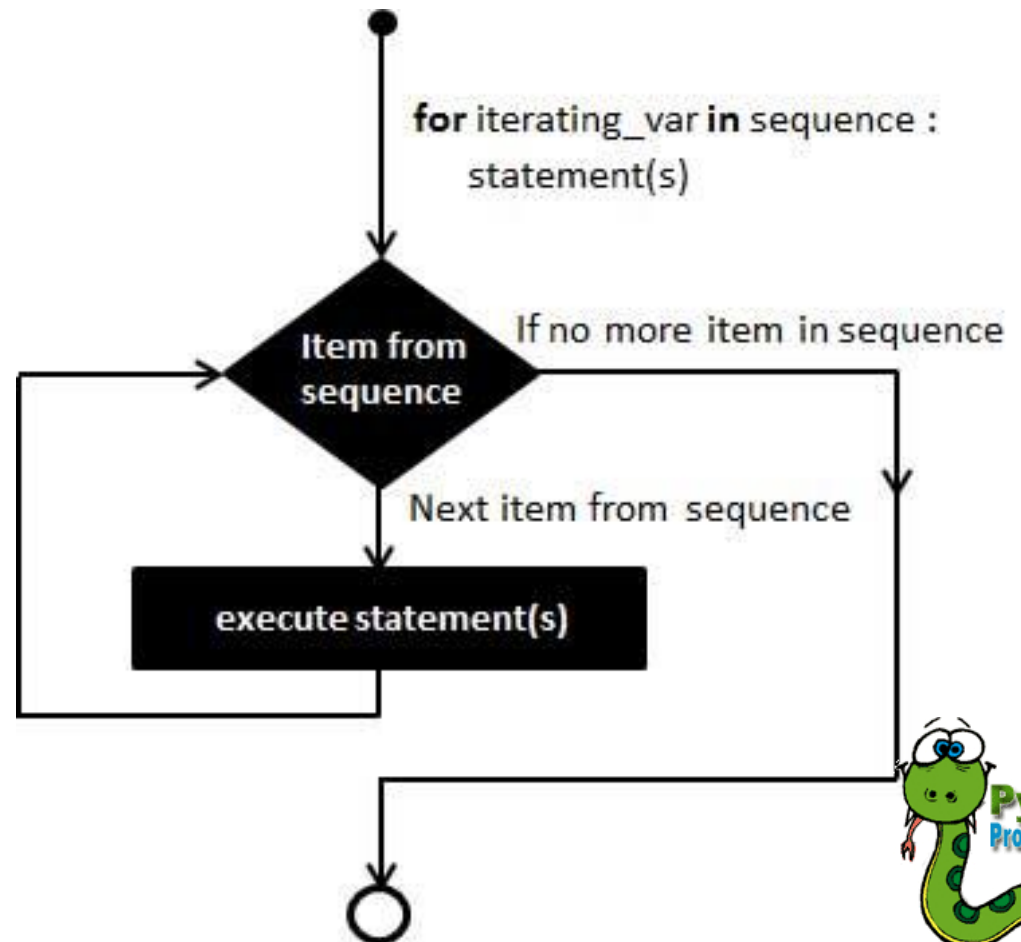 for iterating_var in sequence :
statement(s)
If no more item in sequence
Item from
sequence
Next item from sequence
execute statement(s)